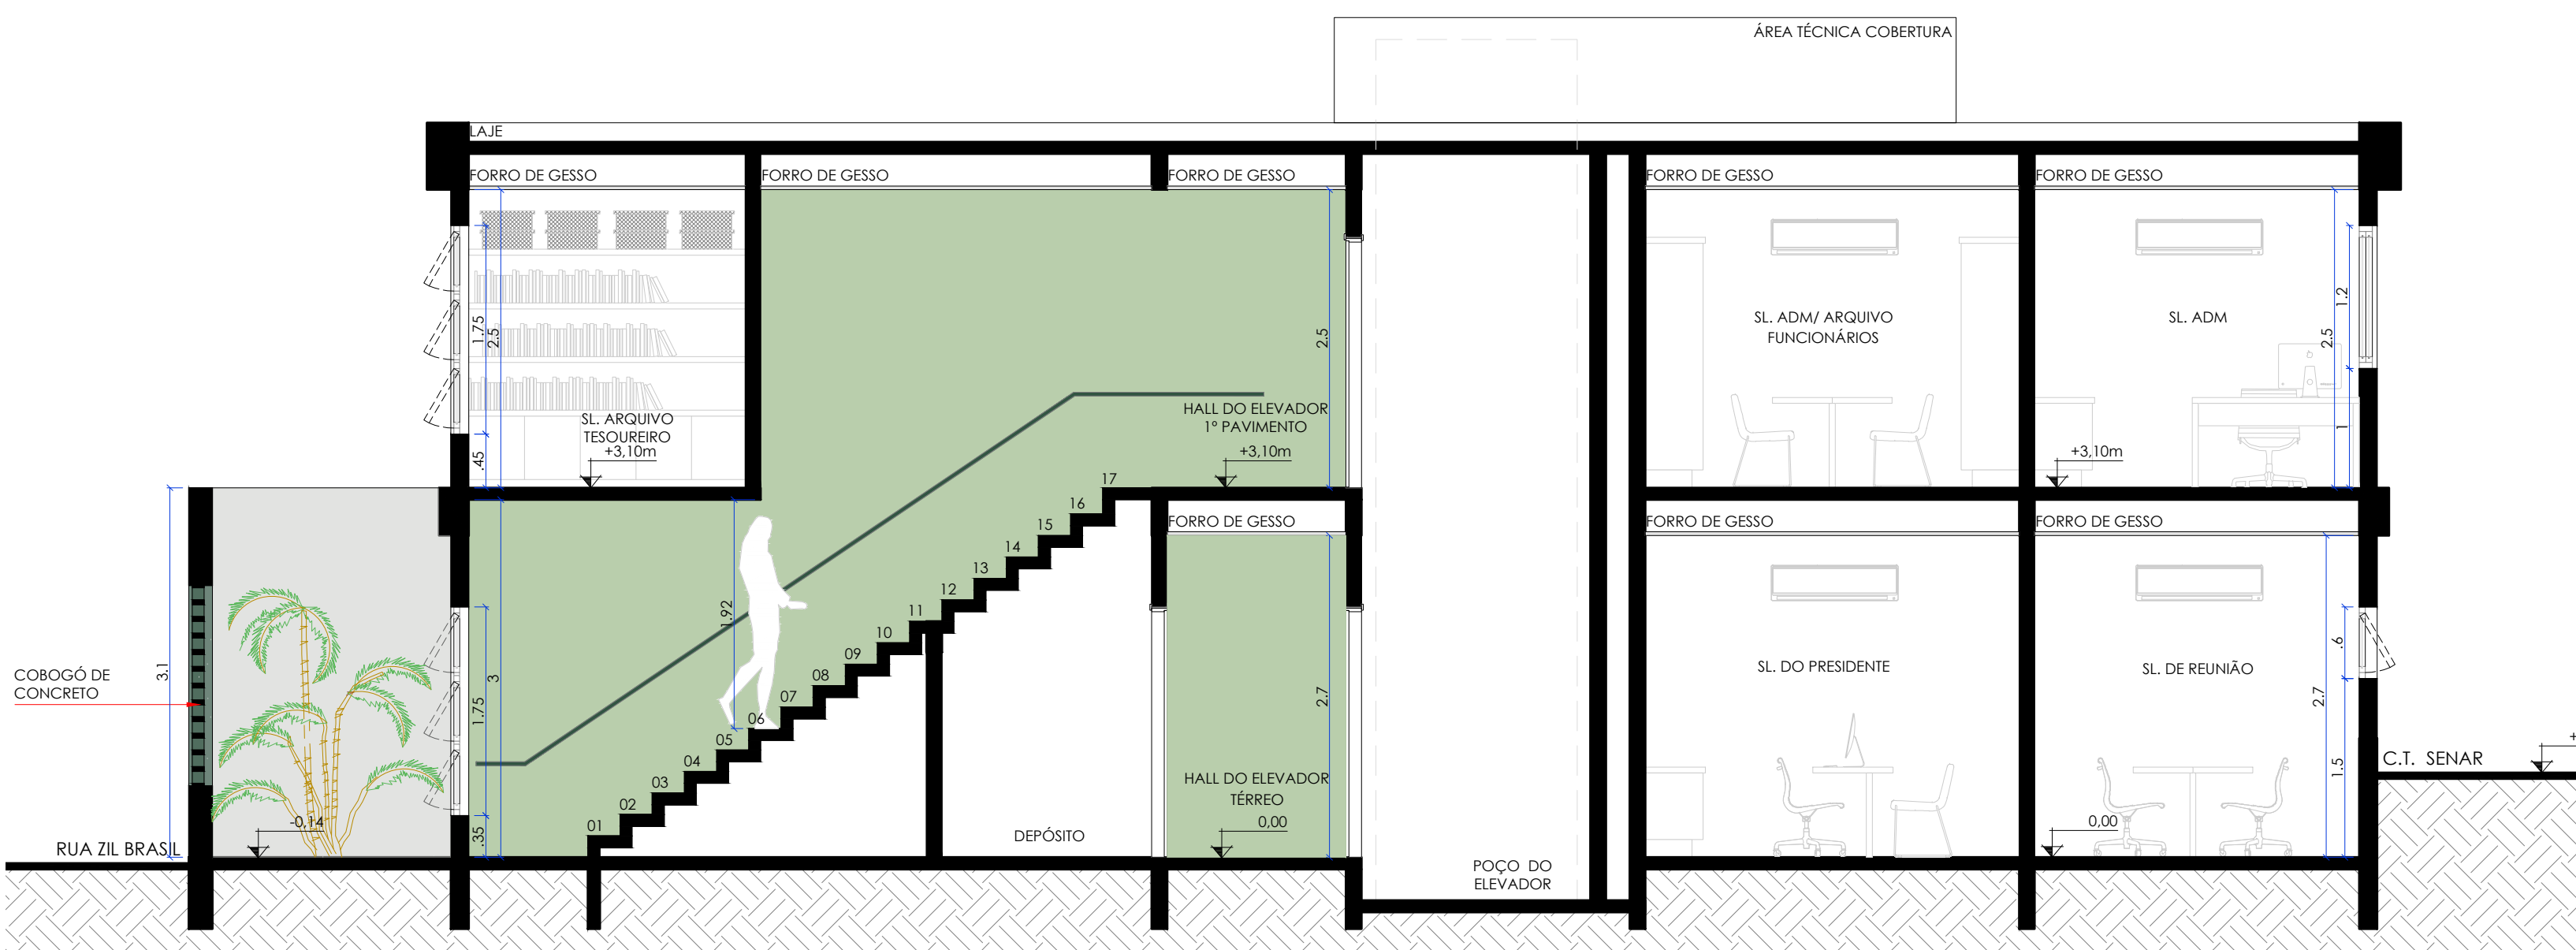 ÁREA TÉCNICA COBERTURA
LAJE
FORRO DE GESSO
FORRO DE GESSO
FORRO DE GESSO
FORRO DE GESSO
FORRO DE GESSO
1.75
2.5
.45
SL. ARQUIVO
TESOUREIRO
+3,10m
2.5
HALL DO ELEVADOR
1º PAVIMENTO
+3,10m
SL. ADM/ ARQUIVO
FUNCIONÁRIOS
SL. ADM
+3,10m
2.5
1.2
1
FORRO DE GESSO
FORRO DE GESSO
FORRO DE GESSO
17
16
15
14
13
12
11
10
09
08
07
06
05
04
03
02
01
1.92
3.1
COBOGÓ DE
CONCRETO
-0,14
RUA ZIL BRASIL
1.75
3
.35
DEPÓSITO
2.7
HALL DO ELEVADOR
TÉRREO
0,00
POÇO DO
ELEVADOR
SL. DO PRESIDENTE
SL. DE REUNIÃO
0,00
2.7
.6
1.5
C.T. SENAR
+